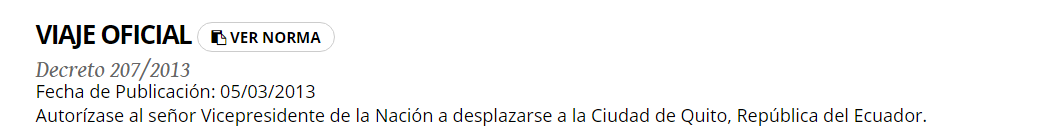 VIAJE OFICIAL VER NORMA
Decreto 207/2013
Fecha de Publicación: 05/03/2013
Autorízase al señor Vicepresidente de la Nación a desplazarse a la Ciudad de Quito, República del Ecuador.